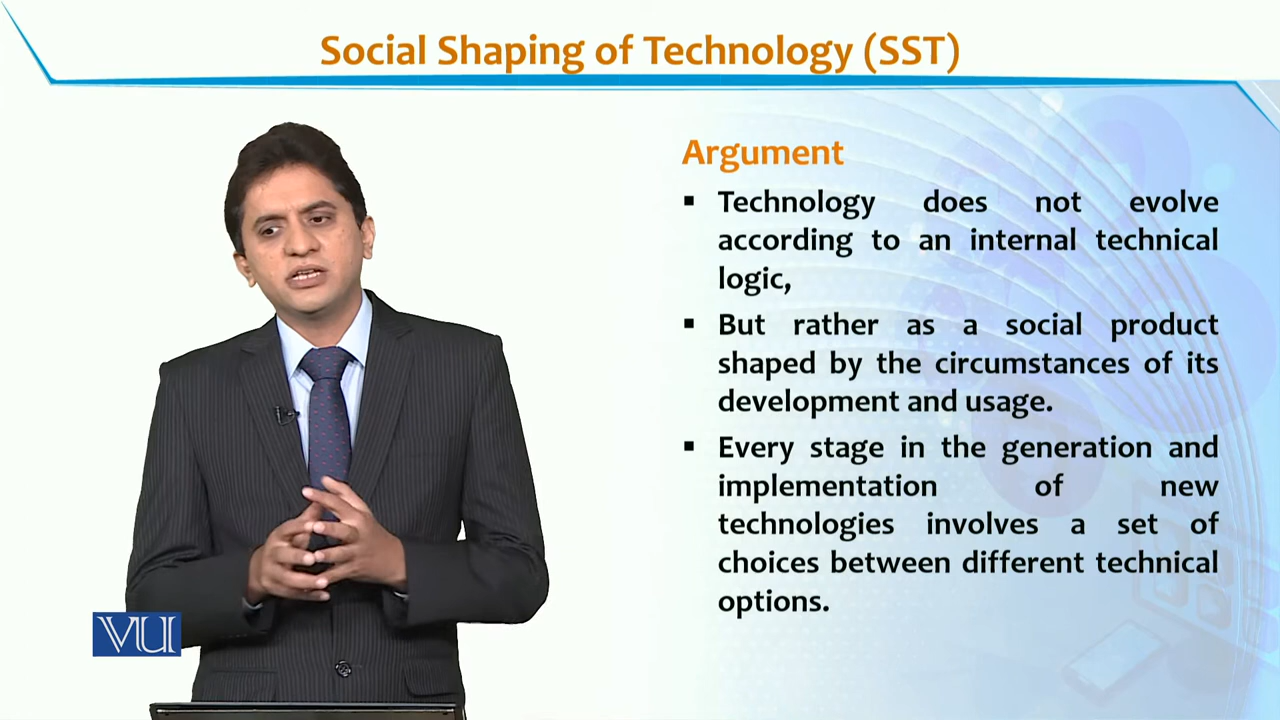 Social Shaping of Technology (SST)
Argument
▪ Technology does not evolve
according to an internal technical
logic,
▪ But rather as a social product
shaped by the circumstances of its
development and usage.
▪ Every stage in the generation and
implementation of new
technologies involves a set of
choices between different technical
options.
VU